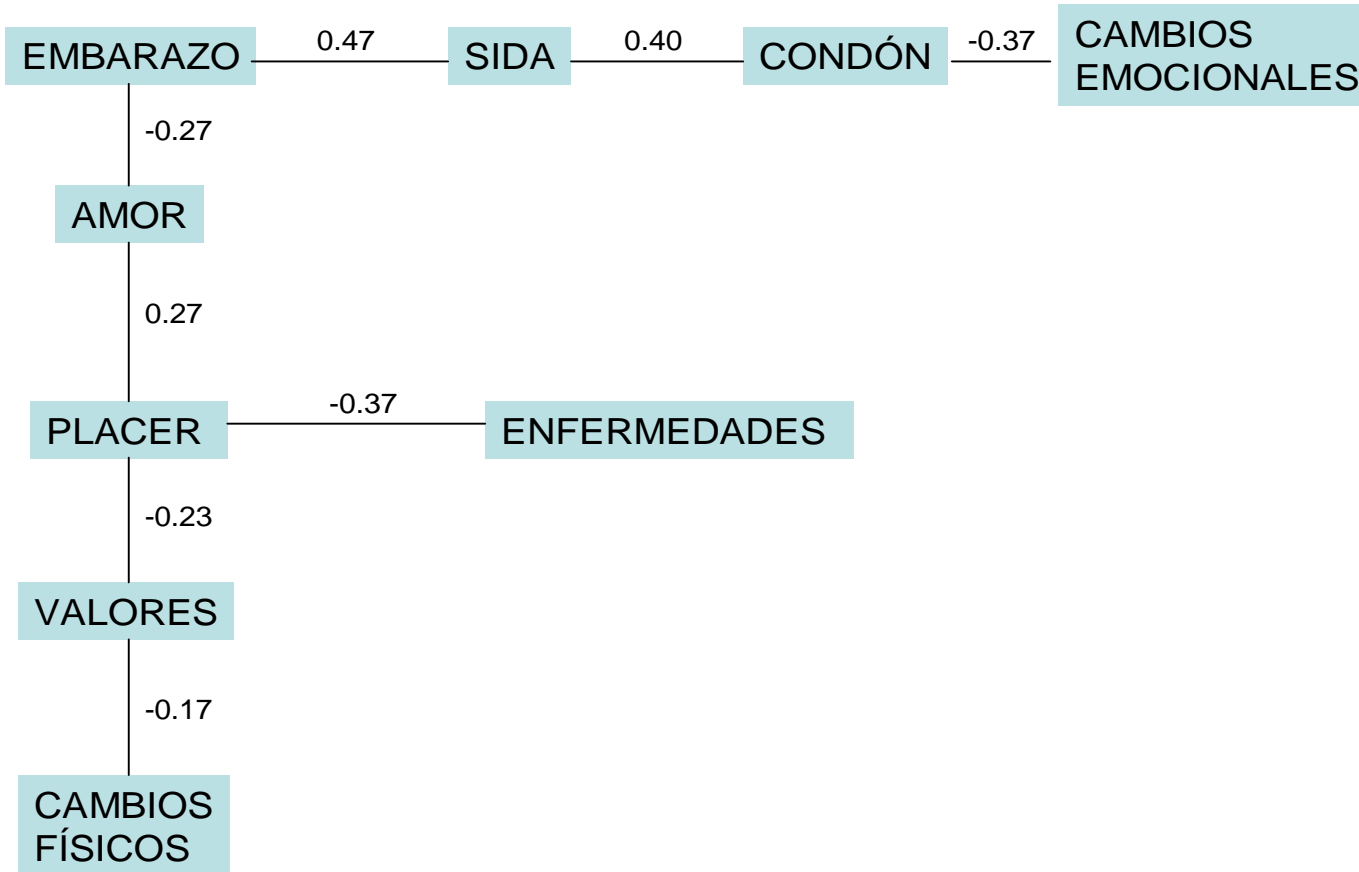 EMBARAZO
0.47
SIDA
0.40
CONDÓN
-0.37
CAMBIOS
EMOCIONALES
-0.27
AMOR
0.27
PLACER
-0.37
ENFERMEDADES
-0.23
VALORES
-0.17
CAMBIOS
FÍSICOS